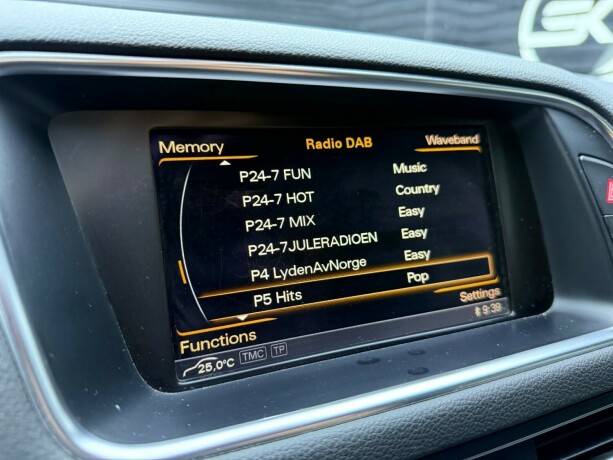 Memory Radio DAB Waveband
P24-7 FUN Music
P24-7 HOT Country
P24-7 MIX Easy
P24-7JULERADIOEN Easy
P4 LydenAvNorge Easy
P5 Hits Pop
Settings
Functions 9:39
25,0°C TMC TP